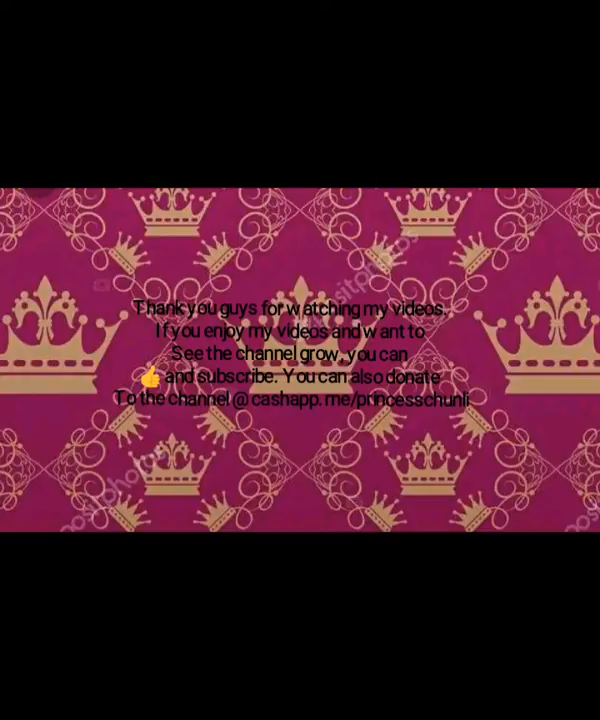 Thank you guys for watching my videos.
If you enjoy my videos and want to
See the channel grow, you can
👍 and subscribe. You can also donate
To the channel @ cashapp.me/princesschunli